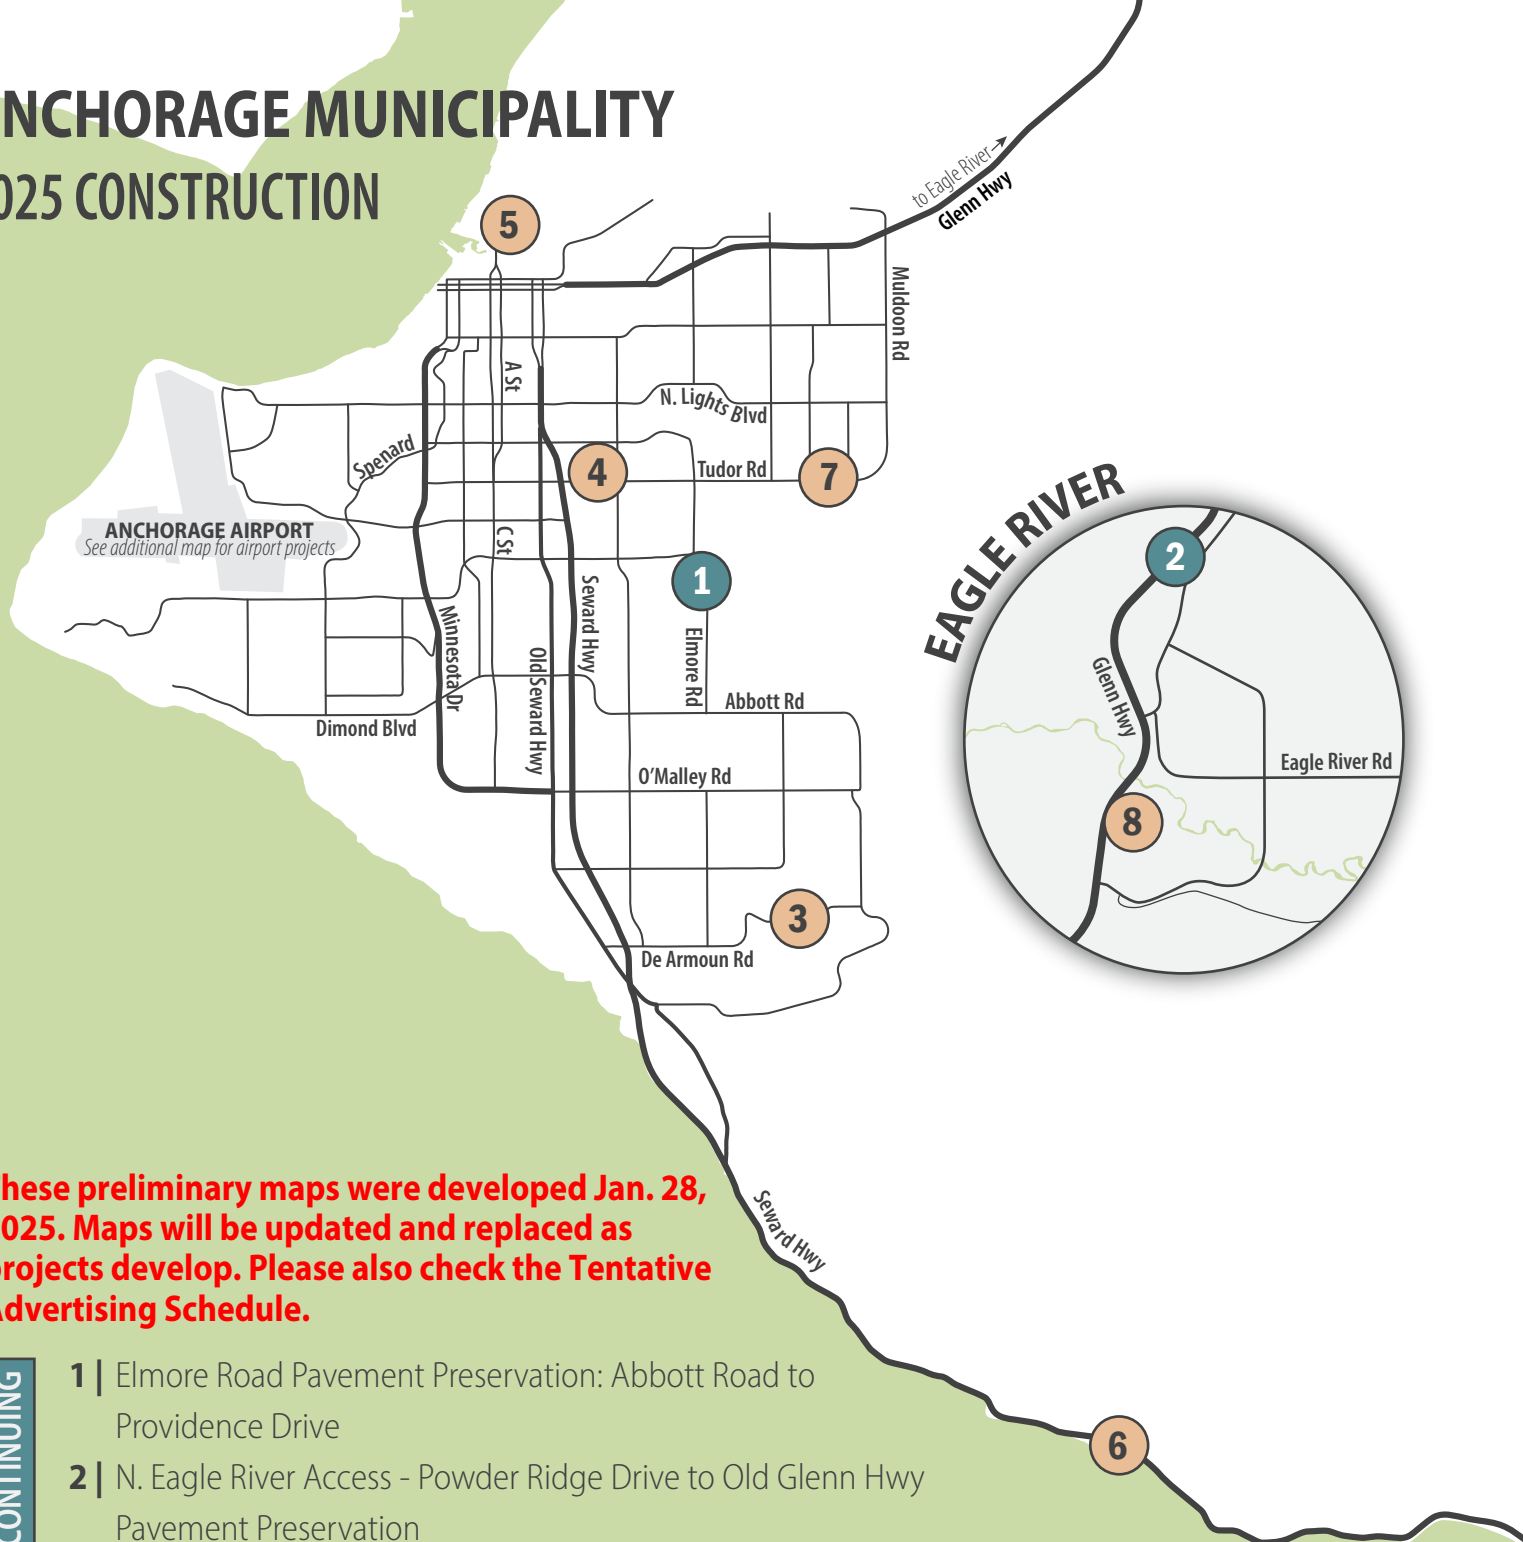 NCHORAGE MUNICIPALITY
025 CONSTRUCTION
5
to Eagle River
Glenn Hwy
Muldoon Rd
A St
N. Lights Blvd
Spenard
4
Tudor Rd
7
ANCHORAGE AIRPORT
See additional map for airport projects
C St
1
Seward Hwy
Minnesota Dr
Elmore Rd
Old Seward Hwy
Abbott Rd
Dimond Blvd
O'Malley Rd
3
De Armoun Rd
EAGLE RIVER
2
Glenn Hwy
Eagle River Rd
8
Seward Hwy
6
hese preliminary maps were developed Jan. 28,
025. Maps will be updated and replaced as
rojects develop. Please also check the Tentative
Advertising Schedule.
CONTINUING
1 | Elmore Road Pavement Preservation: Abbott Road to
Providence Drive
2 | N. Eagle River Access - Powder Ridge Drive to Old Glenn Hwy
Pavement Preservation